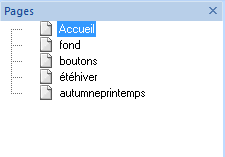 Pages
Accueil
fond
boutons
étéhiver
autumneprintemps